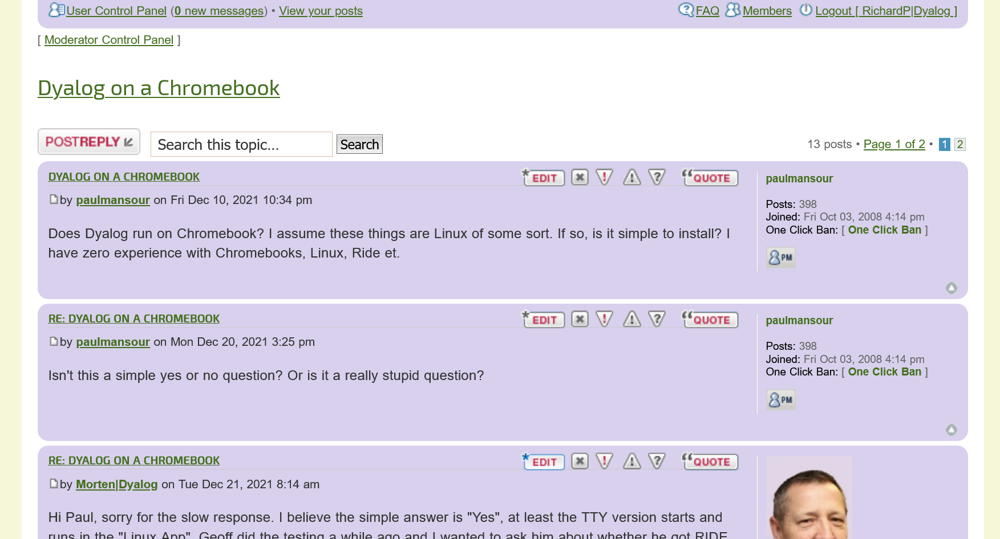 User Control Panel (0 new messages) • View your posts
FAQ Members Logout [ RichardP|Dyalog ]
[ Moderator Control Panel ]
Dyalog on a Chromebook
POSTREPLY
Search this topic...
Search
13 posts • Page 1 of 2 • 1 2
DYALOG ON A CHROMEBOOK
* EDIT ! ! ? “ QUOTE
by paulmansour on Fri Dec 10, 2021 10:34 pm
Does Dyalog run on Chromebook? I assume these things are Linux of some sort. If so, is it simple to install? I
have zero experience with Chromebooks, Linux, Ride et.
paulmansour
Posts: 398
Joined: Fri Oct 03, 2008 4:14 pm
One Click Ban: [ One Click Ban ]
PM
RE: DYALOG ON A CHROMEBOOK
* EDIT ! ! ? “ QUOTE
by paulmansour on Mon Dec 20, 2021 3:25 pm
Isn't this a simple yes or no question? Or is it a really stupid question?
paulmansour
Posts: 398
Joined: Fri Oct 03, 2008 4:14 pm
One Click Ban: [ One Click Ban ]
PM
RE: DYALOG ON A CHROMEBOOK
* EDIT ! ! ? “ QUOTE
by Morten|Dyalog on Tue Dec 21, 2021 8:14 am
Hi Paul, sorry for the slow response. I believe the simple answer is "Yes", at least the TTY version starts and
runs in the "Linux App". Geoff did the testing a while ago and I wanted to ask him about whether he got RIDE